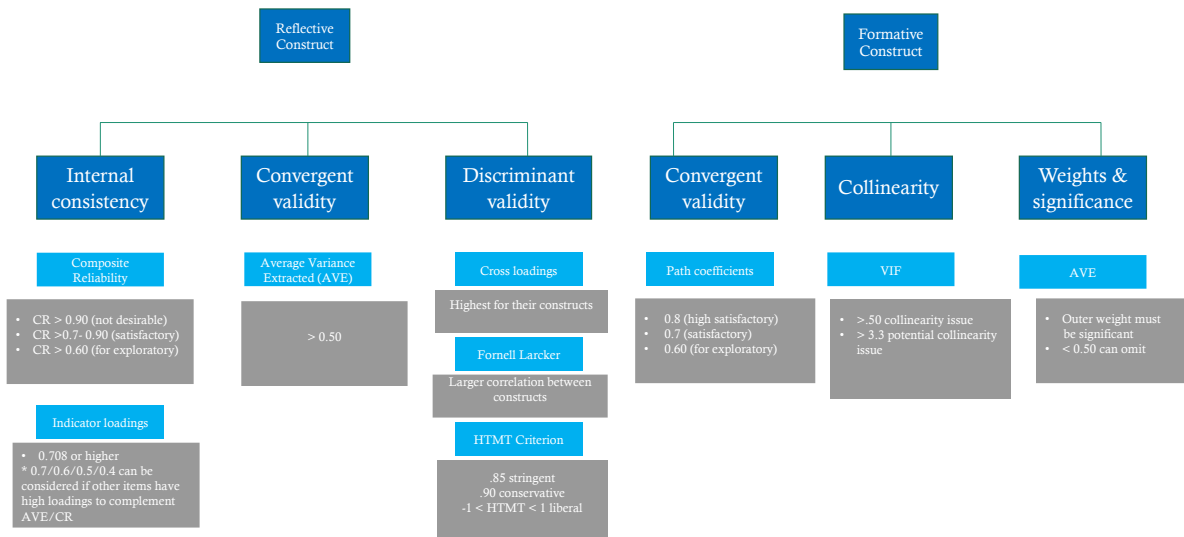 Reflective
Construct
Formative
Construct
Internal
consistency
Convergent
validity
Discriminant
validity
Convergent
validity
Collinearity
Weights &
significance
Composite
Reliability
Average Variance
Extracted (AVE)
Cross loadings
Path coefficients
VIF
AVE
• CR > 0.90 (not desirable)
• CR >0.7- 0.90 (satisfactory)
• CR > 0.60 (for exploratory)
> 0.50
Highest for their constructs
• 0.8 (high satisfactory)
• 0.7 (satisfactory)
• 0.60 (for exploratory)
• >.50 collinearity issue
• > 3.3 potential collinearity
issue
• Outer weight must
be significant
• < 0.50 can omit
Fornell Larcker
Larger correlation between
constructs
Indicator loadings
• 0.708 or higher
* 0.7/0.6/0.5/0.4 can be
considered if other items have
high loadings to complement
AVE/CR
HTMT Criterion
.85 stringent
.90 conservative
-1 < HTMT < 1 liberal